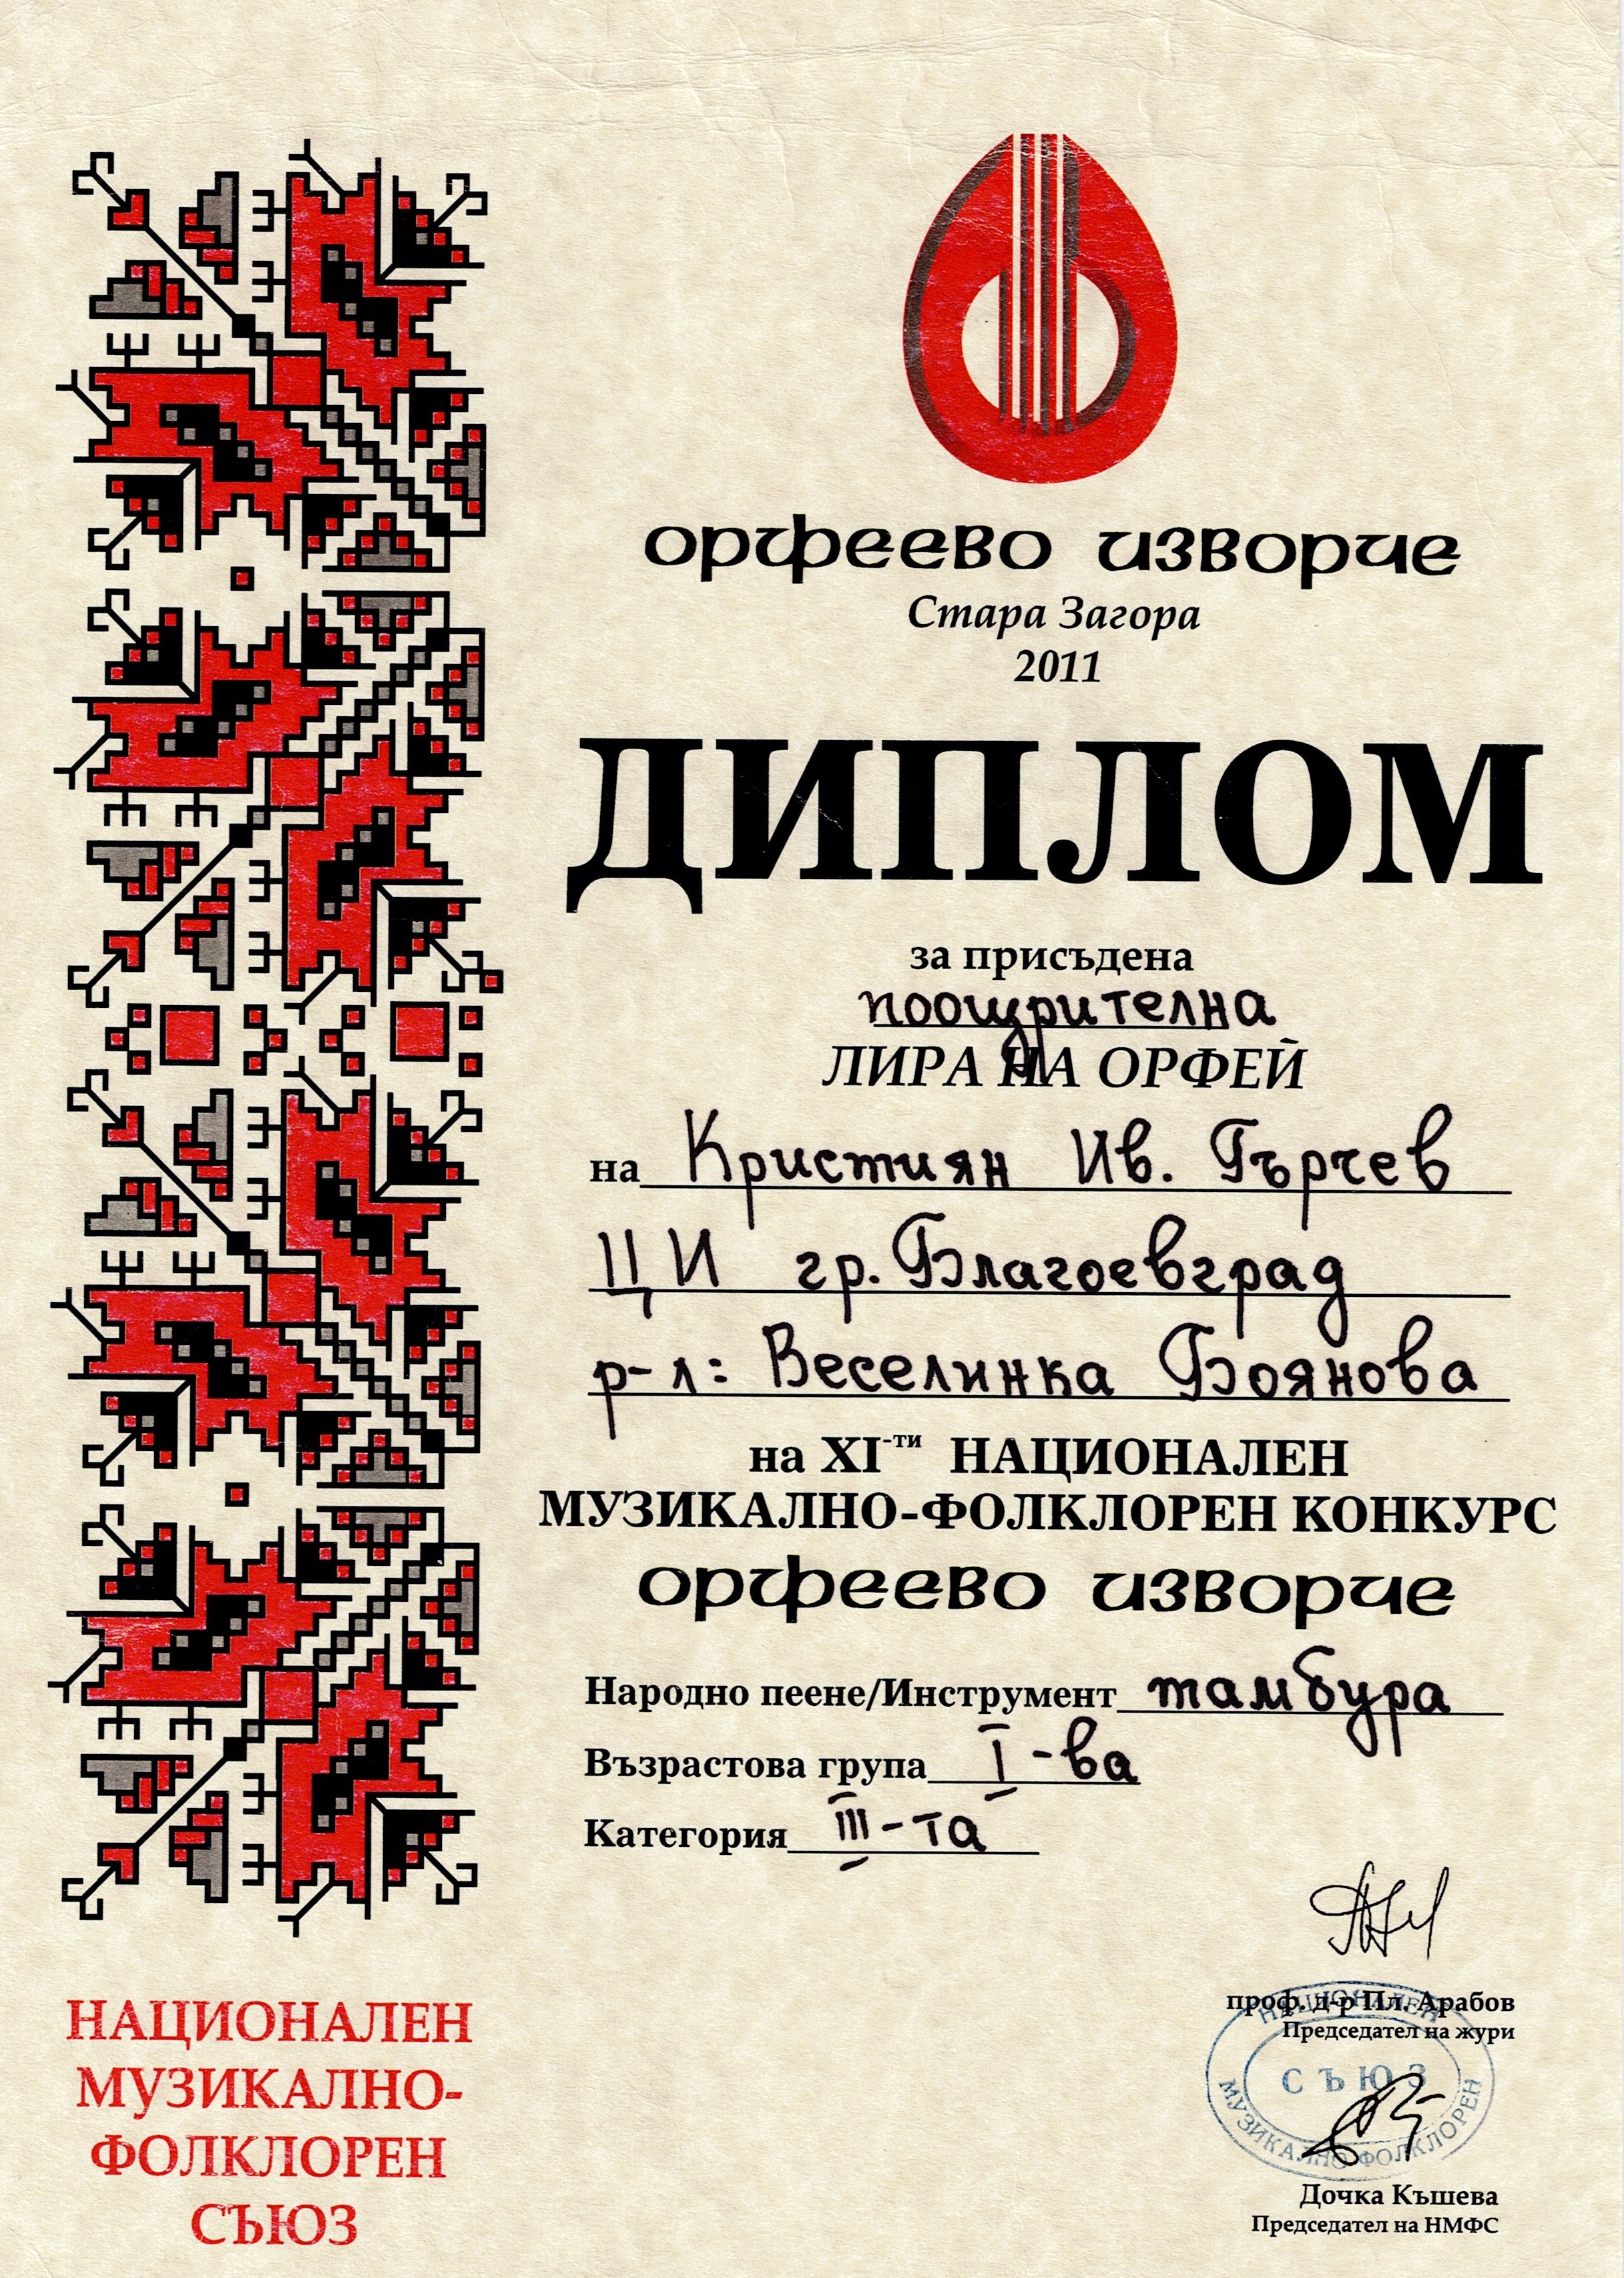 орфеево изворче
Стара Загора
2011
ДИПЛОМ
за присъдена
поощрителна
ЛИРА НА ОРФЕЙ
на Кристиян Ив. Гърчев
ЦИ гр. Благоевград
р-л: Веселинка Боянова
на XI-ти НАЦИОНАЛЕН
МУЗИКАЛНО-ФОЛКЛОРЕН КОНКУРС
орфеево изворче
Народно пеене/Инструмент тамбура
Възрастова група I-ва
Категория III-та
проф. д-р Пл. Арабов
Председател на жури
НАЦИОНАЛЕН
СЪЮЗ
МУЗИКАЛНО ФОЛКЛОРЕН
Дочка Къшева
Председател на НМФС
НАЦИОНАЛЕН
МУЗИКАЛНО-
ФОЛКЛОРЕН
СЪЮЗ